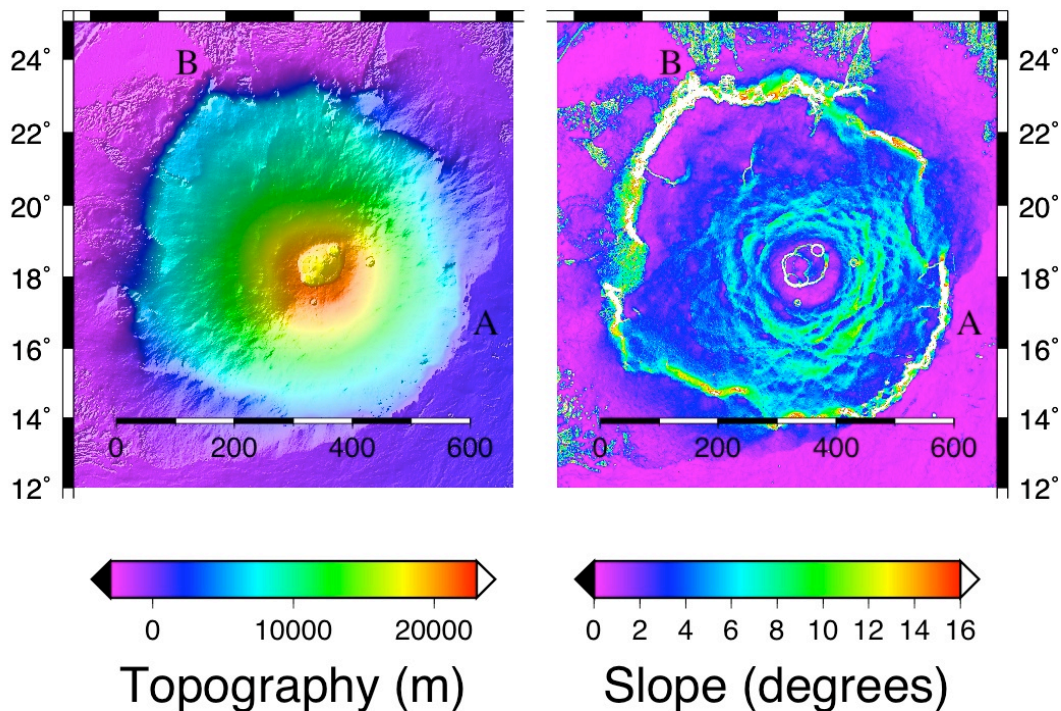 24° B B 24°
22° 22°
20° 20°
18° 18°
A A
16° 16°
14° 14°
0 200 400 600 0 200 400 600
12° 12°
0 10000 20000 0 2 4 6 8 10 12 14 16
Topography (m) Slope (degrees)